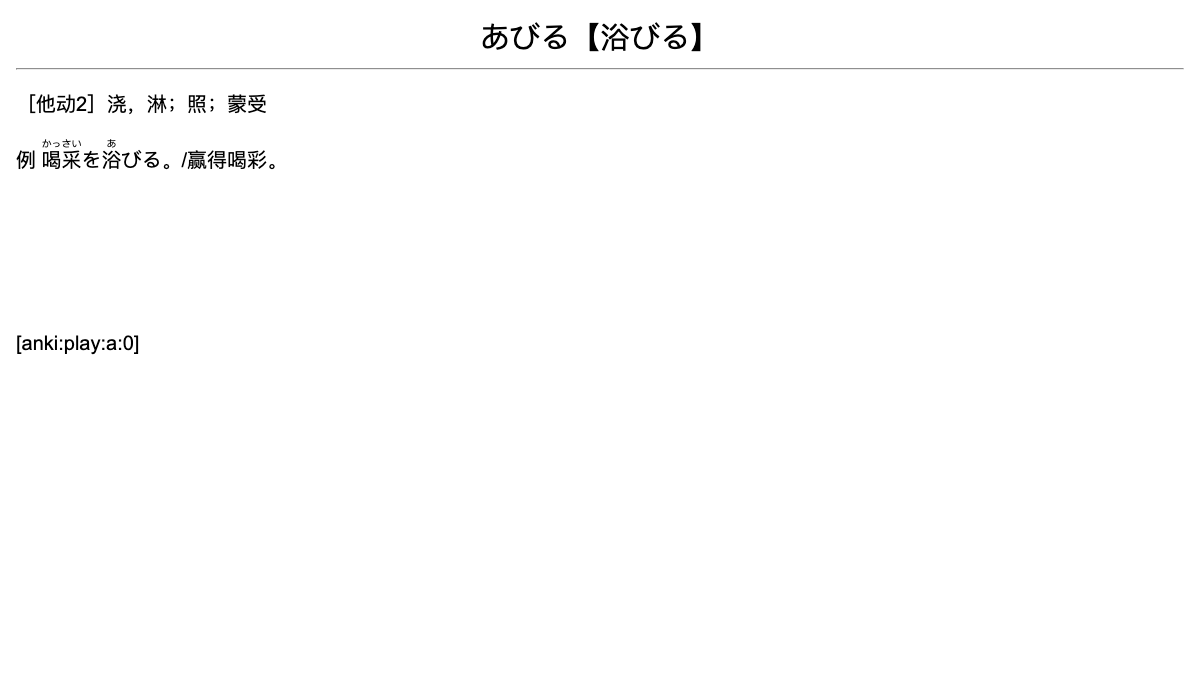 あびる【浴びる】
［他动2］浇，淋；照；蒙受
例 喝采を浴びる。/赢得喝彩。
かっさい あ
[anki:play:a:0]